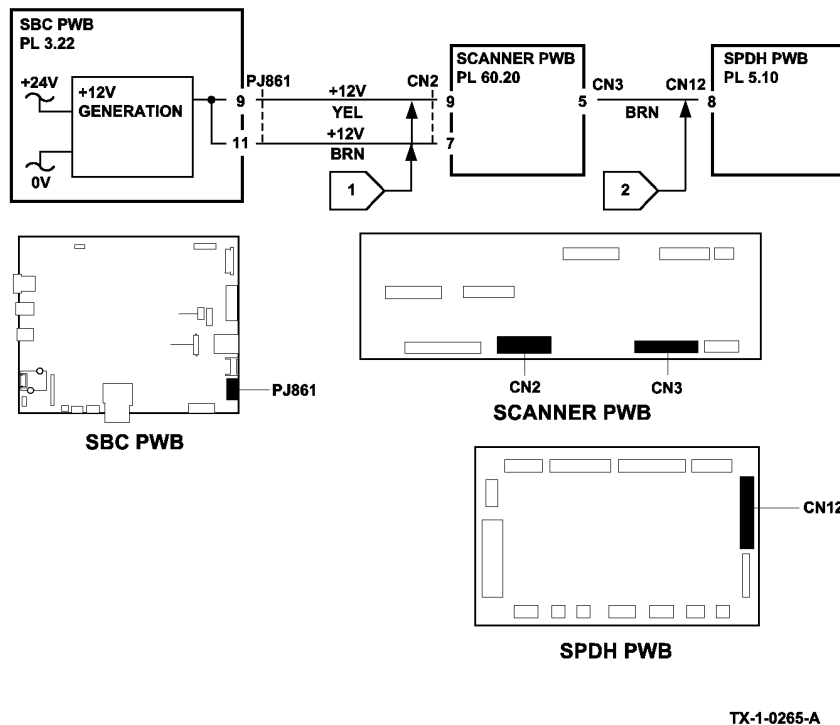 SBC PWB
PL 3.22
+24V
+12V
GENERATION
0V
9
11
PJ861
+12V
YEL
+12V
BRN
CN2
9
7
1
SCANNER PWB
PL 60.20
5
CN3
BRN
CN12
8
2
SPDH PWB
PL 5.10
PJ861
SBC PWB
CN2
CN3
SCANNER PWB
CN12
SPDH PWB
TX-1-0265-A